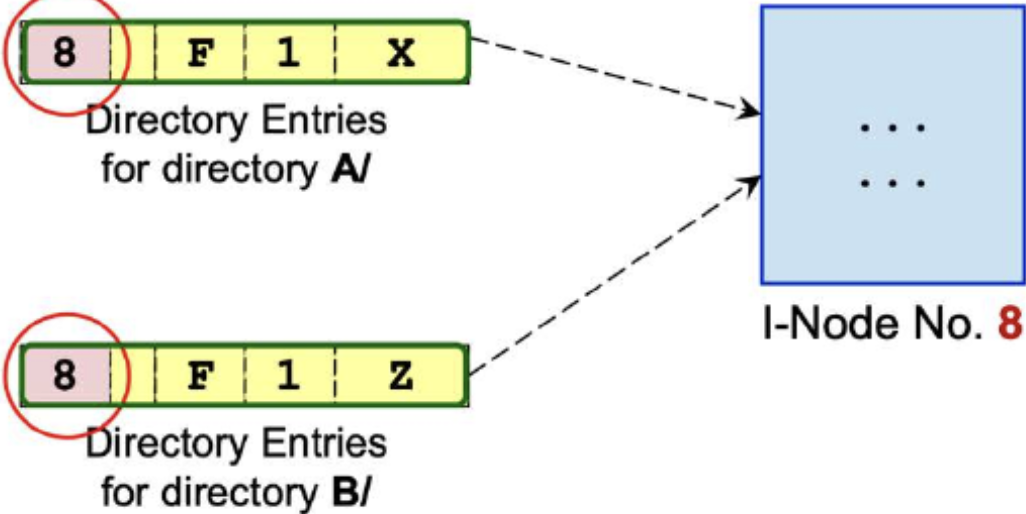 8 F 1 X
Directory Entries
for directory A/
. . .
. . .
I-Node No. 8
8 F 1 Z
Directory Entries
for directory B/